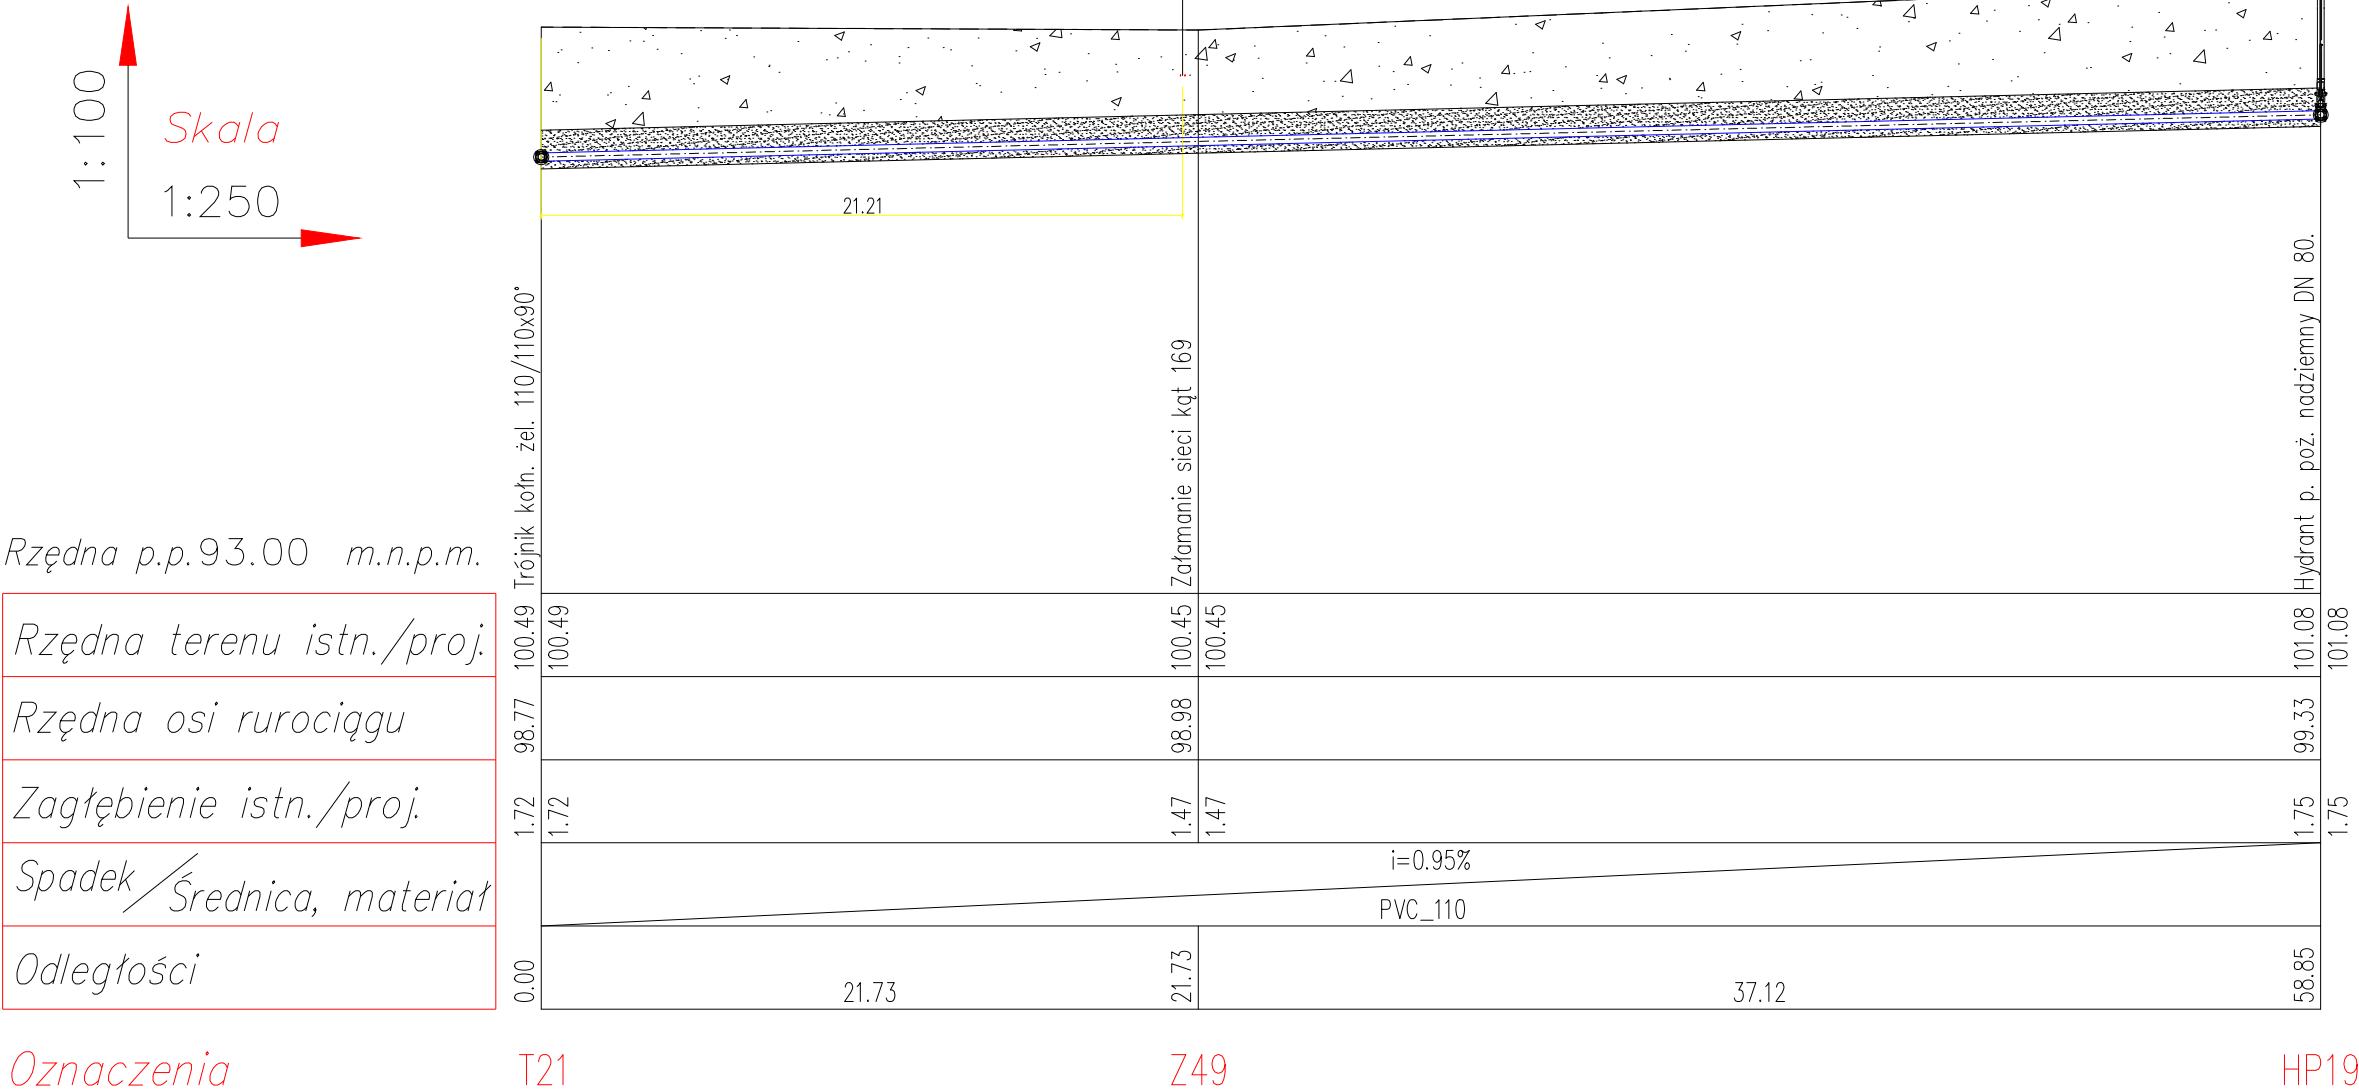 1:100
Skala
1:250
21.21
Trójnik kołn. żel. 110/110x90°
Załamanie sieci kąt 169
Hydrant p. poż. nadziemny DN 80.
Rzędna p.p.93.00 m.n.p.m.
Rzędna terenu istn./proj. 100.49 100.49 100.45 100.45 101.08 101.08
Rzędna osi rurociągu 98.77 98.98 99.33
Zagłębienie istn./proj. 1.72 1.72 1.47 1.47 1.75 1.75
Spadek/Średnica, materiał
i=0.95%
PVC_110
Odległości 0.00 21.73 21.73 37.12 58.85
Oznaczenia T21 Z49 HP19